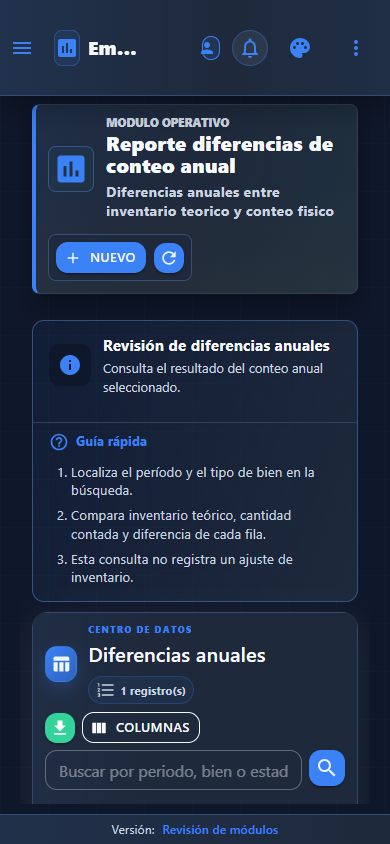 Em...
MODULO OPERATIVO
Reporte diferencias de
conteo anual
Diferencias anuales entre
inventario teorico y conteo fisico
NUEVO
Revisión de diferencias anuales
Consulta el resultado del conteo anual
seleccionado.
Guía rápida
1. Localiza el período y el tipo de bien en la
búsqueda.
2. Compara inventario teórico, cantidad
contada y diferencia de cada fila.
3. Esta consulta no registra un ajuste de
inventario.
CENTRO DE DATOS
Diferencias anuales
1 registro(s)
COLUMNAS
Buscar por periodo, bien o estad
Versión: Revisión de módulos